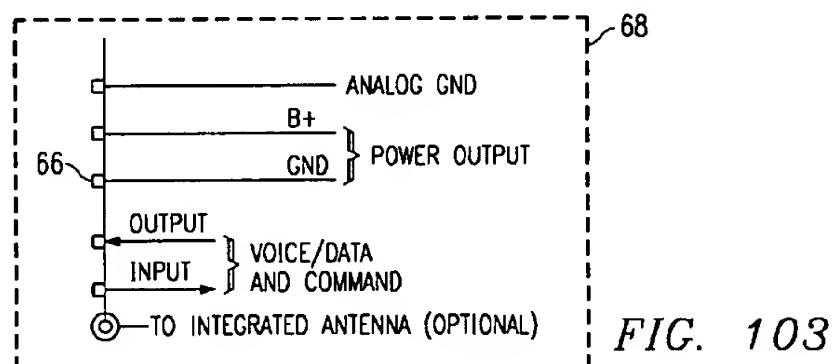 68
ANALOG GND
B+
POWER OUTPUT
66
GND
OUTPUT
VOICE/DATA
AND COMMAND
INPUT
TO INTEGRATED ANTENNA (OPTIONAL)
FIG. 103